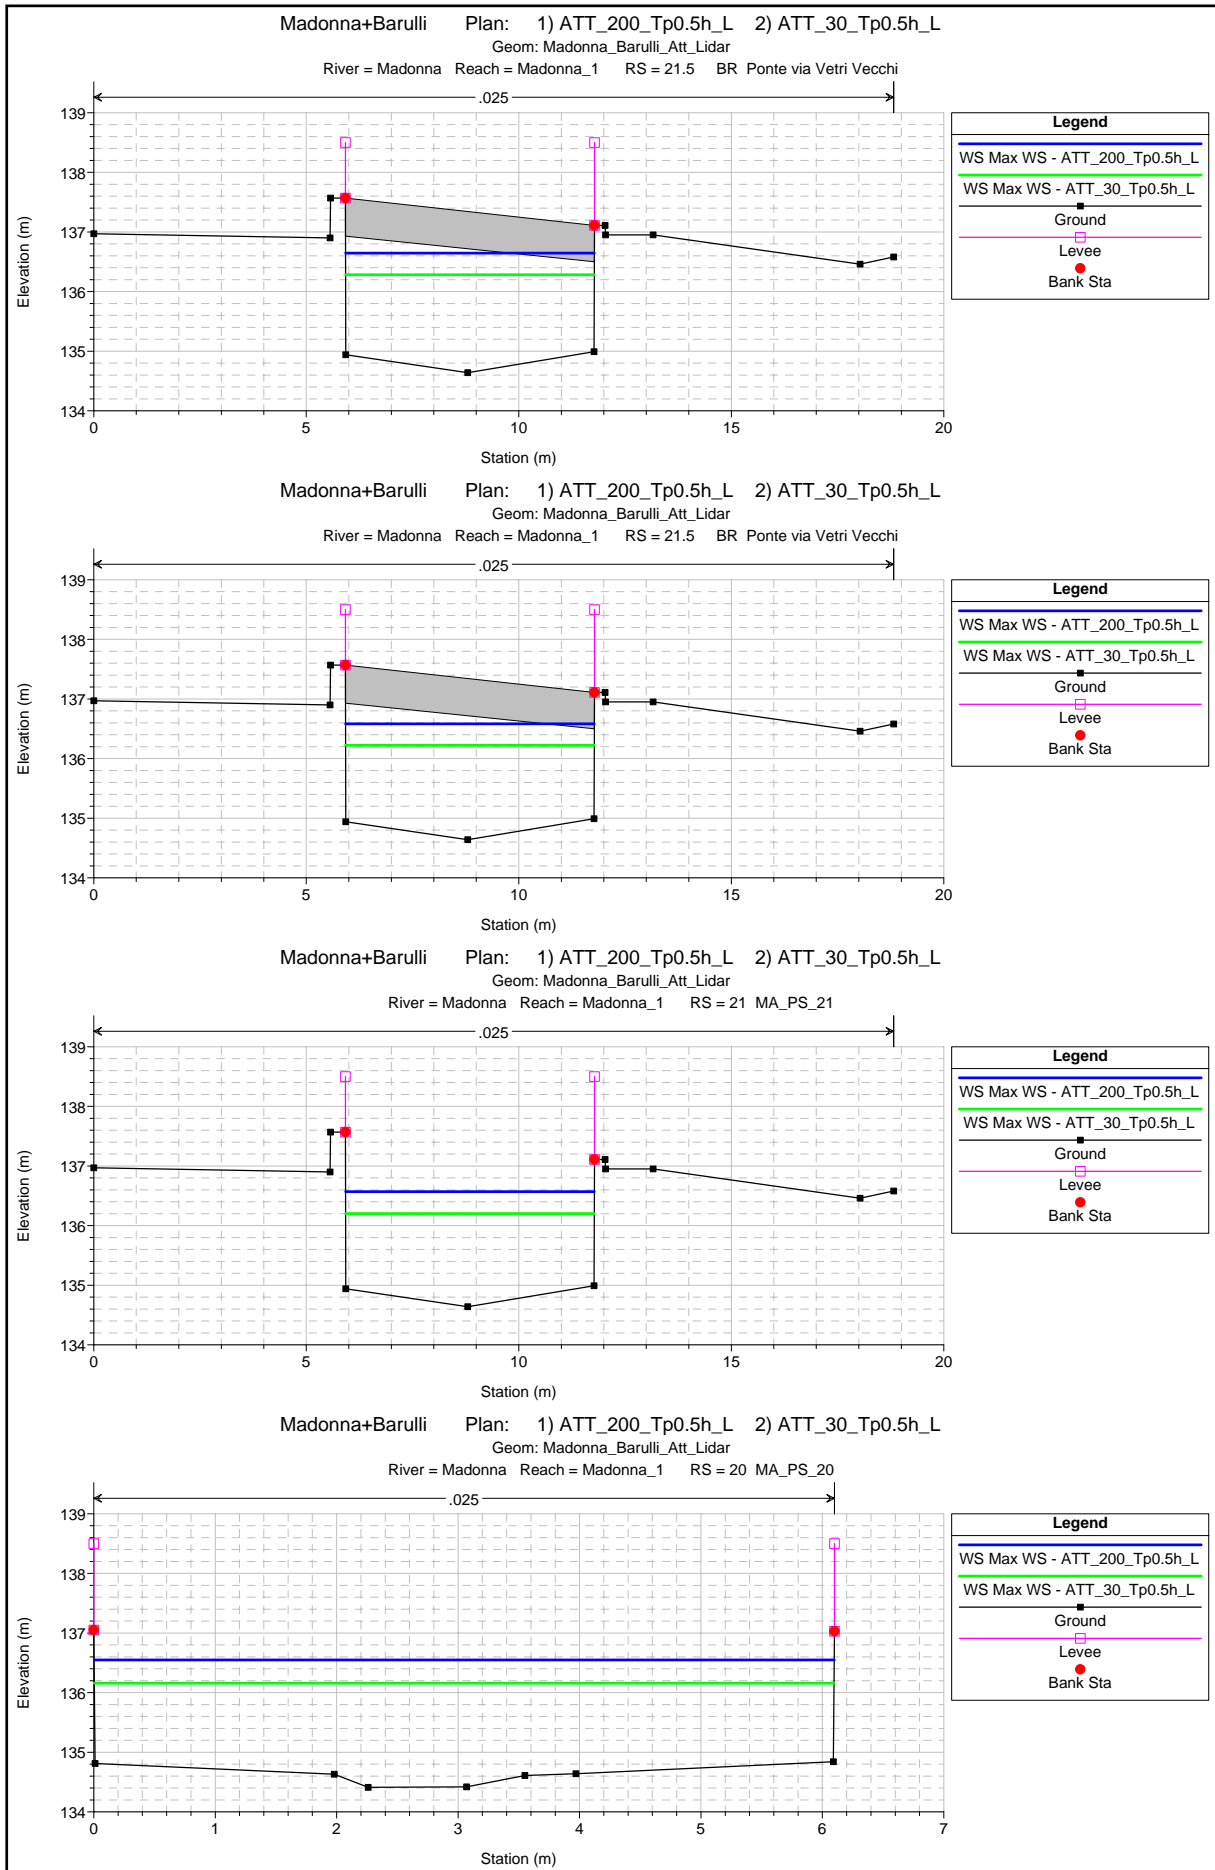 Madonna+Barulli Plan: 1) ATT_200_Tp0.5h_L 2) ATT_30_Tp0.5h_L
Geom: Madonna_Barulli_Att_Lidar
River = Madonna Reach = Madonna_1 RS = 21.5 BR Ponte via Vetri Vecchi
.025
139
138
137
136
135
134
0 5 10 15 20
Station (m)
Elevation (m)
Legend
WS Max WS - ATT_200_Tp0.5h_L
WS Max WS - ATT_30_Tp0.5h_L
Ground
Levee
Bank Sta
Madonna+Barulli Plan: 1) ATT_200_Tp0.5h_L 2) ATT_30_Tp0.5h_L
Geom: Madonna_Barulli_Att_Lidar
River = Madonna Reach = Madonna_1 RS = 21.5 BR Ponte via Vetri Vecchi
.025
139
138
137
136
135
134
0 5 10 15 20
Station (m)
Elevation (m)
Legend
WS Max WS - ATT_200_Tp0.5h_L
WS Max WS - ATT_30_Tp0.5h_L
Ground
Levee
Bank Sta
Madonna+Barulli Plan: 1) ATT_200_Tp0.5h_L 2) ATT_30_Tp0.5h_L
Geom: Madonna_Barulli_Att_Lidar
River = Madonna Reach = Madonna_1 RS = 21 MA_PS_21
.025
139
138
137
136
135
134
0 5 10 15 20
Station (m)
Elevation (m)
Legend
WS Max WS - ATT_200_Tp0.5h_L
WS Max WS - ATT_30_Tp0.5h_L
Ground
Levee
Bank Sta
Madonna+Barulli Plan: 1) ATT_200_Tp0.5h_L 2) ATT_30_Tp0.5h_L
Geom: Madonna_Barulli_Att_Lidar
River = Madonna Reach = Madonna_1 RS = 20 MA_PS_20
.025
139
138
137
136
135
134
0 1 2 3 4 5 6 7
Station (m)
Elevation (m)
Legend
WS Max WS - ATT_200_Tp0.5h_L
WS Max WS - ATT_30_Tp0.5h_L
Ground
Levee
Bank Sta